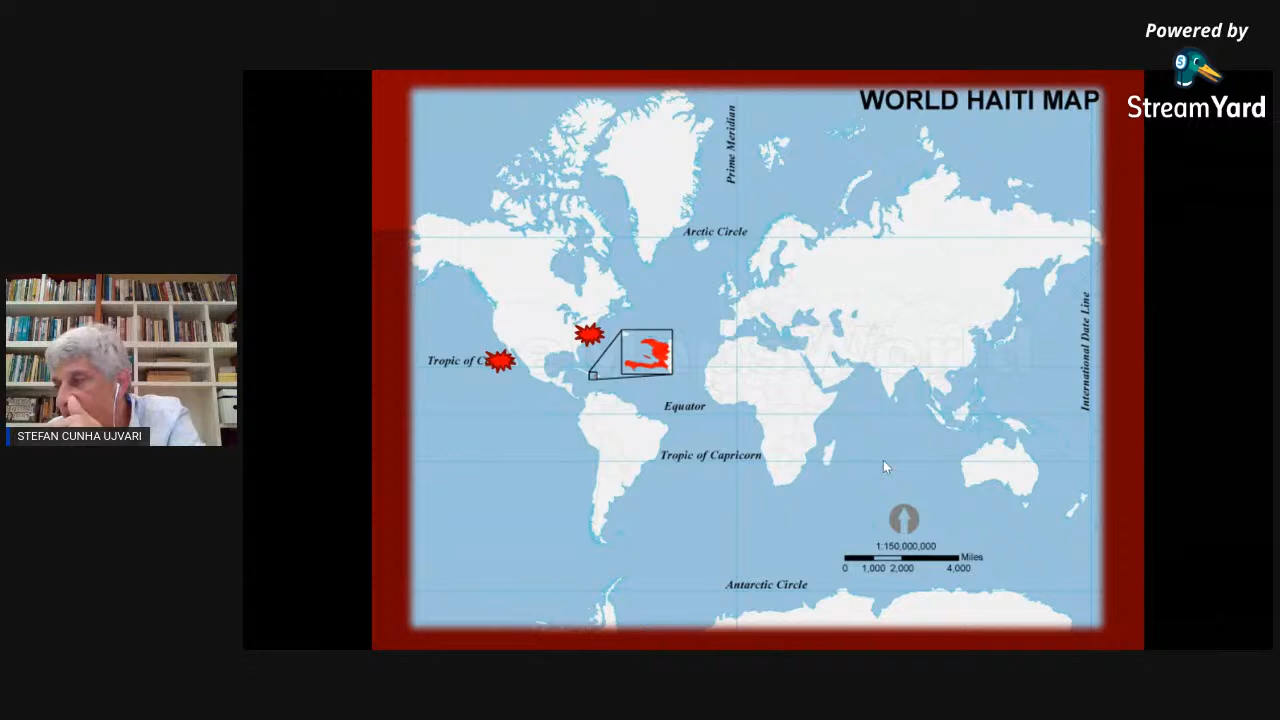 Powered by
StreamYard
WORLD HAITI MAP
Prime Meridian
Arctic Circle
International Date Line
Tropic of C
Equator
Tropic of Capricorn
STEFAN CUNHA UJVARI
1:150,000,000
Miles
0 1,000 2,000 4,000
Antarctic Circle